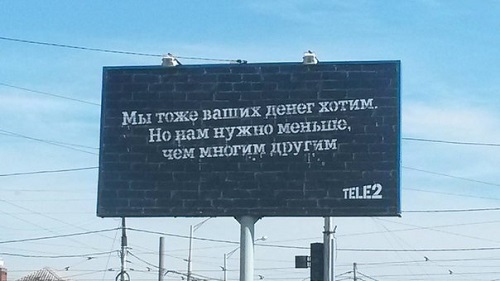 Мы тоже ваших денег хотим.
Но нам нужно меньше,
чем многим другим
TELE2